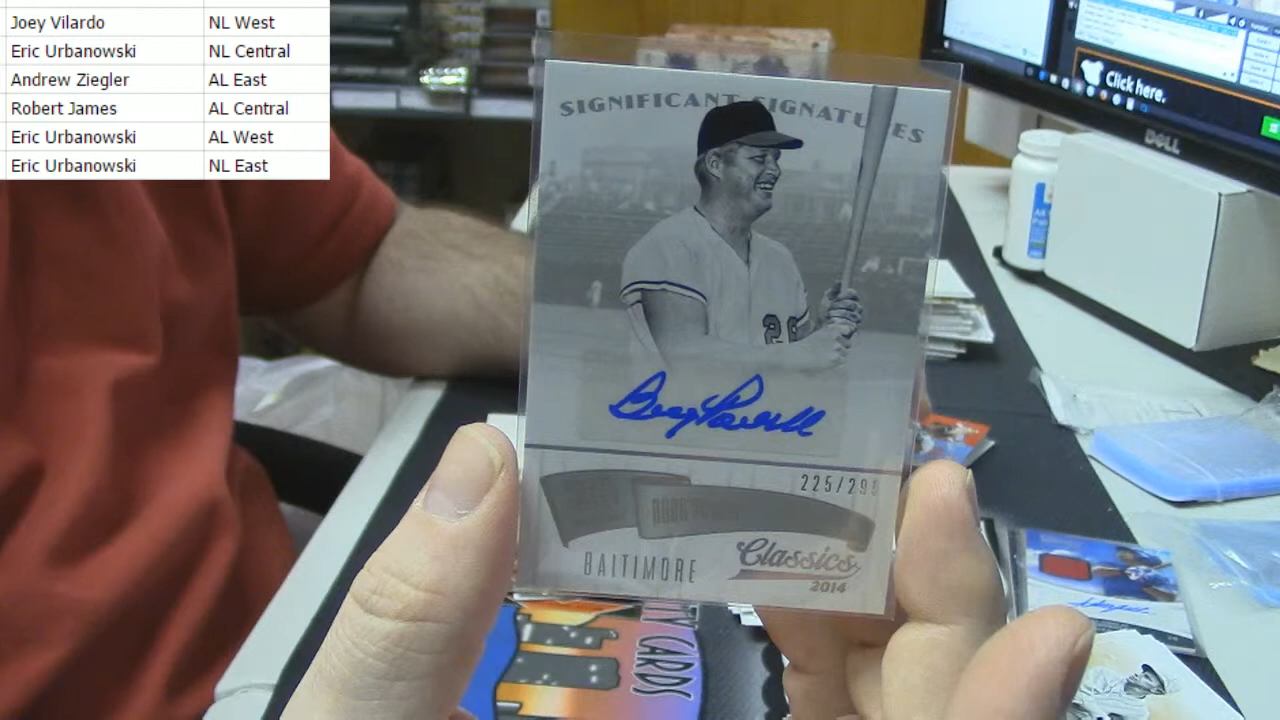 Joey Vilardo NL West
Eric Urbanowski NL Central
Andrew Ziegler AL East
Robert James AL Central
Eric Urbanowski AL West
Eric Urbanowski NL East
Click here.
DELL
SIGNIFICANT SIGNATURES
225/299
BALTIMORE
Classics
2014
CARDS